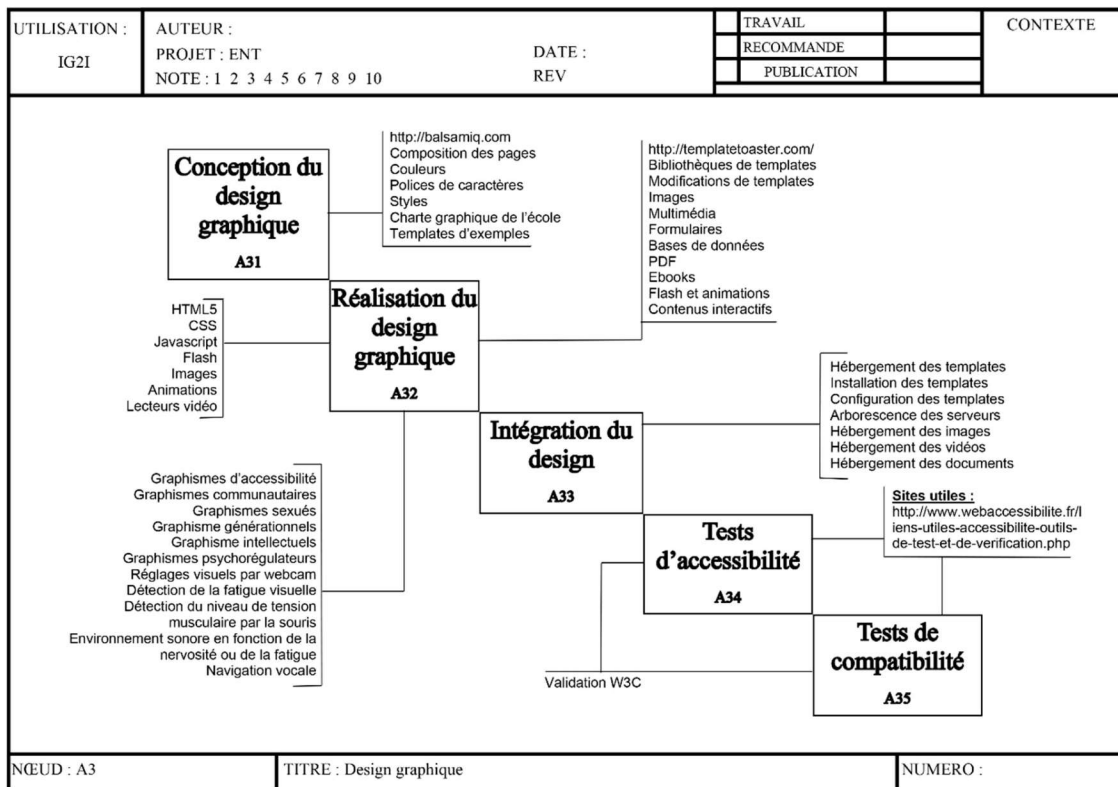 UTILISATION :
IG2I
AUTEUR :
PROJET : ENT
NOTE : 1 2 3 4 5 6 7 8 9 10
DATE :
REV
TRAVAIL
RECOMMANDE
PUBLICATION
CONTEXTE
Conception du
design
graphique
A31
http://balsamiq.com
Composition des pages
Couleurs
Polices de caractères
Styles
Charte graphique de l'école
Templates d'exemples
http://templatetoaster.com/
Bibliothèques de templates
Modifications de templates
Images
Multimédia
Formulaires
Bases de données
PDF
Ebooks
Flash et animations
Contenus interactifs
HTML5
CSS
Javascript
Flash
Images
Animations
Lecteurs vidéo
Réalisation du
design
graphique
A32
Intégration du
design
A33
Hébergement des templates
Installation des templates
Configuration des templates
Arborescence des serveurs
Hébergement des images
Hébergement des vidéos
Hébergement des documents
Graphismes d'accessibilité
Graphismes communautaires
Graphismes sexués
Graphisme générationnels
Graphisme intellectuels
Graphismes psychorégulateurs
Réglages visuels par webcam
Détection de la fatigue visuelle
Détection du niveau de tension
musculaire par la souris
Environnement sonore en fonction de la
nervosité ou de la fatigue
Navigation vocale
Tests
d'accessibilité
A34
Sites utiles :
http://www.webaccessibilite.fr/l
iens-utiles-accessibilite-outils-
de-test-et-de-verification.php
Tests de
compatibilité
A35
Validation W3C
NŒUD : A3
TITRE : Design graphique
NUMERO :